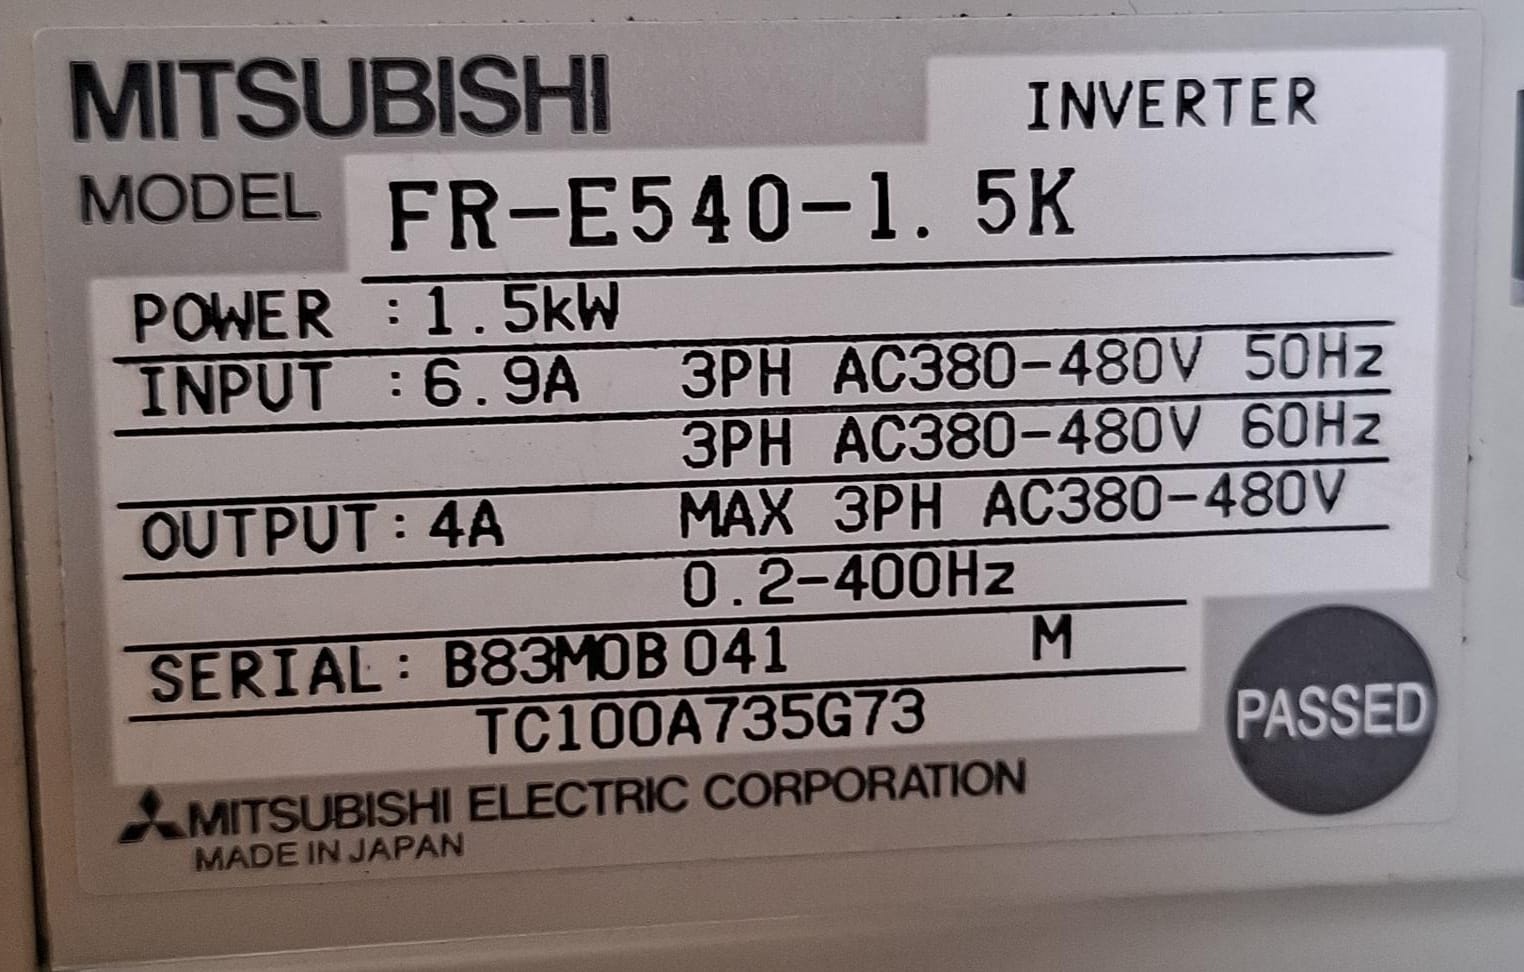 MITSUBISHI
INVERTER
MODEL FR-E540-1.5K
POWER :1.5kW
INPUT :6.9A 3PH AC380-480V 50Hz
3PH AC380-480V 60Hz
OUTPUT:4A MAX 3PH AC380-480V
0.2-400Hz
SERIAL:B83M0B041 M
TC100A735G73
PASSED
MITSUBISHI ELECTRIC CORPORATION
MADE IN JAPAN